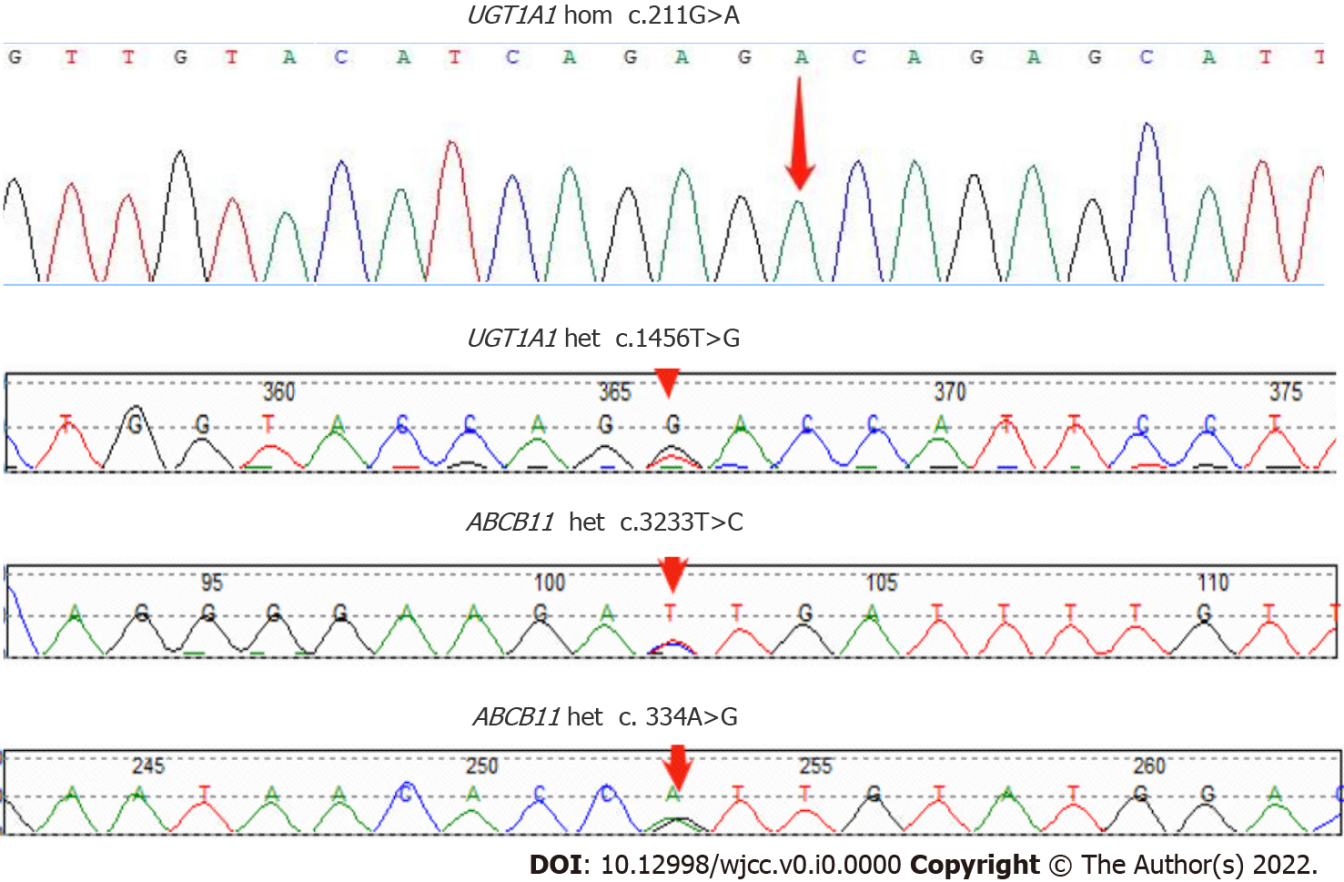 UGT1A1 hom c.211G>A
G T T G T A C A T C A G A G A C A G A G C A T T
UGT1A1 het c.1456T>G
360 365 370 375
T G G T A C C A G G A C C A T T C C T
ABCB11 het c.3233T>C
95 100 105 110
A G G G G A A G A T T G A T T T T G T T
ABCB11 het c. 334A>G
245 250 255 260
A A T A A C A C C A T T G T A T G G A C
DOI: 10.12998/wjcc.v0.i0.0000 Copyright © The Author(s) 2022.